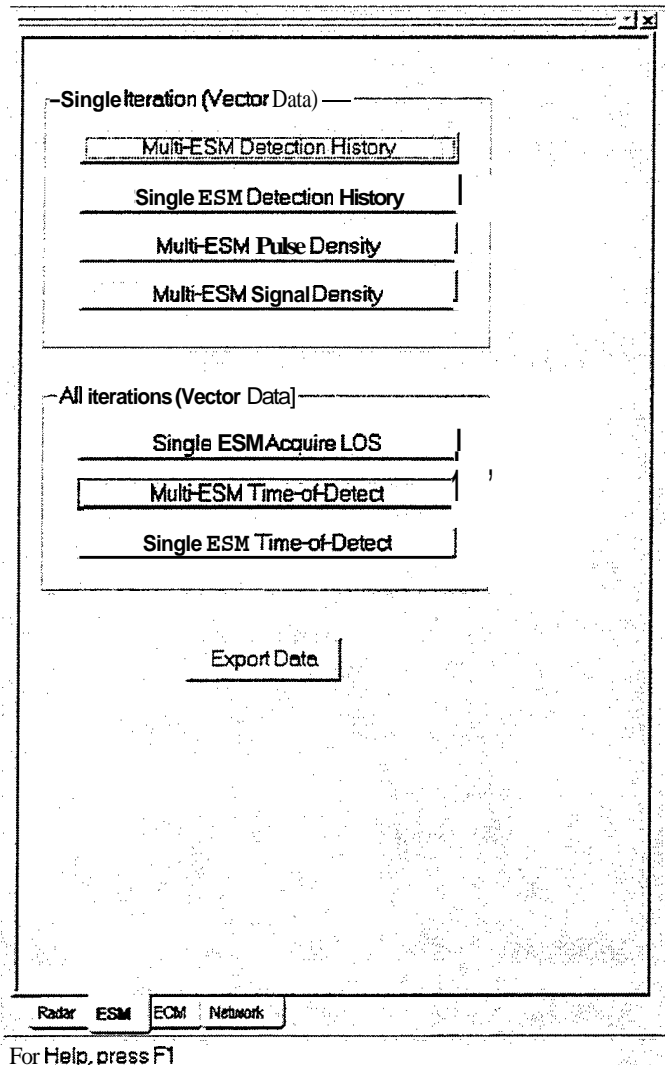 Single Iteration (Vector Data)
Multi-ESM Detection History
Single ESM Detection History
Multi-ESM Pulse Density
Multi-ESM Signal Density
All iterations (Vector Data]
Single ESM Acquire LOS
Multi-ESM Time-of-Detect
Single ESM Time-of-Detect
Export Data
Radar ESM ECM Network
For Help, press F1